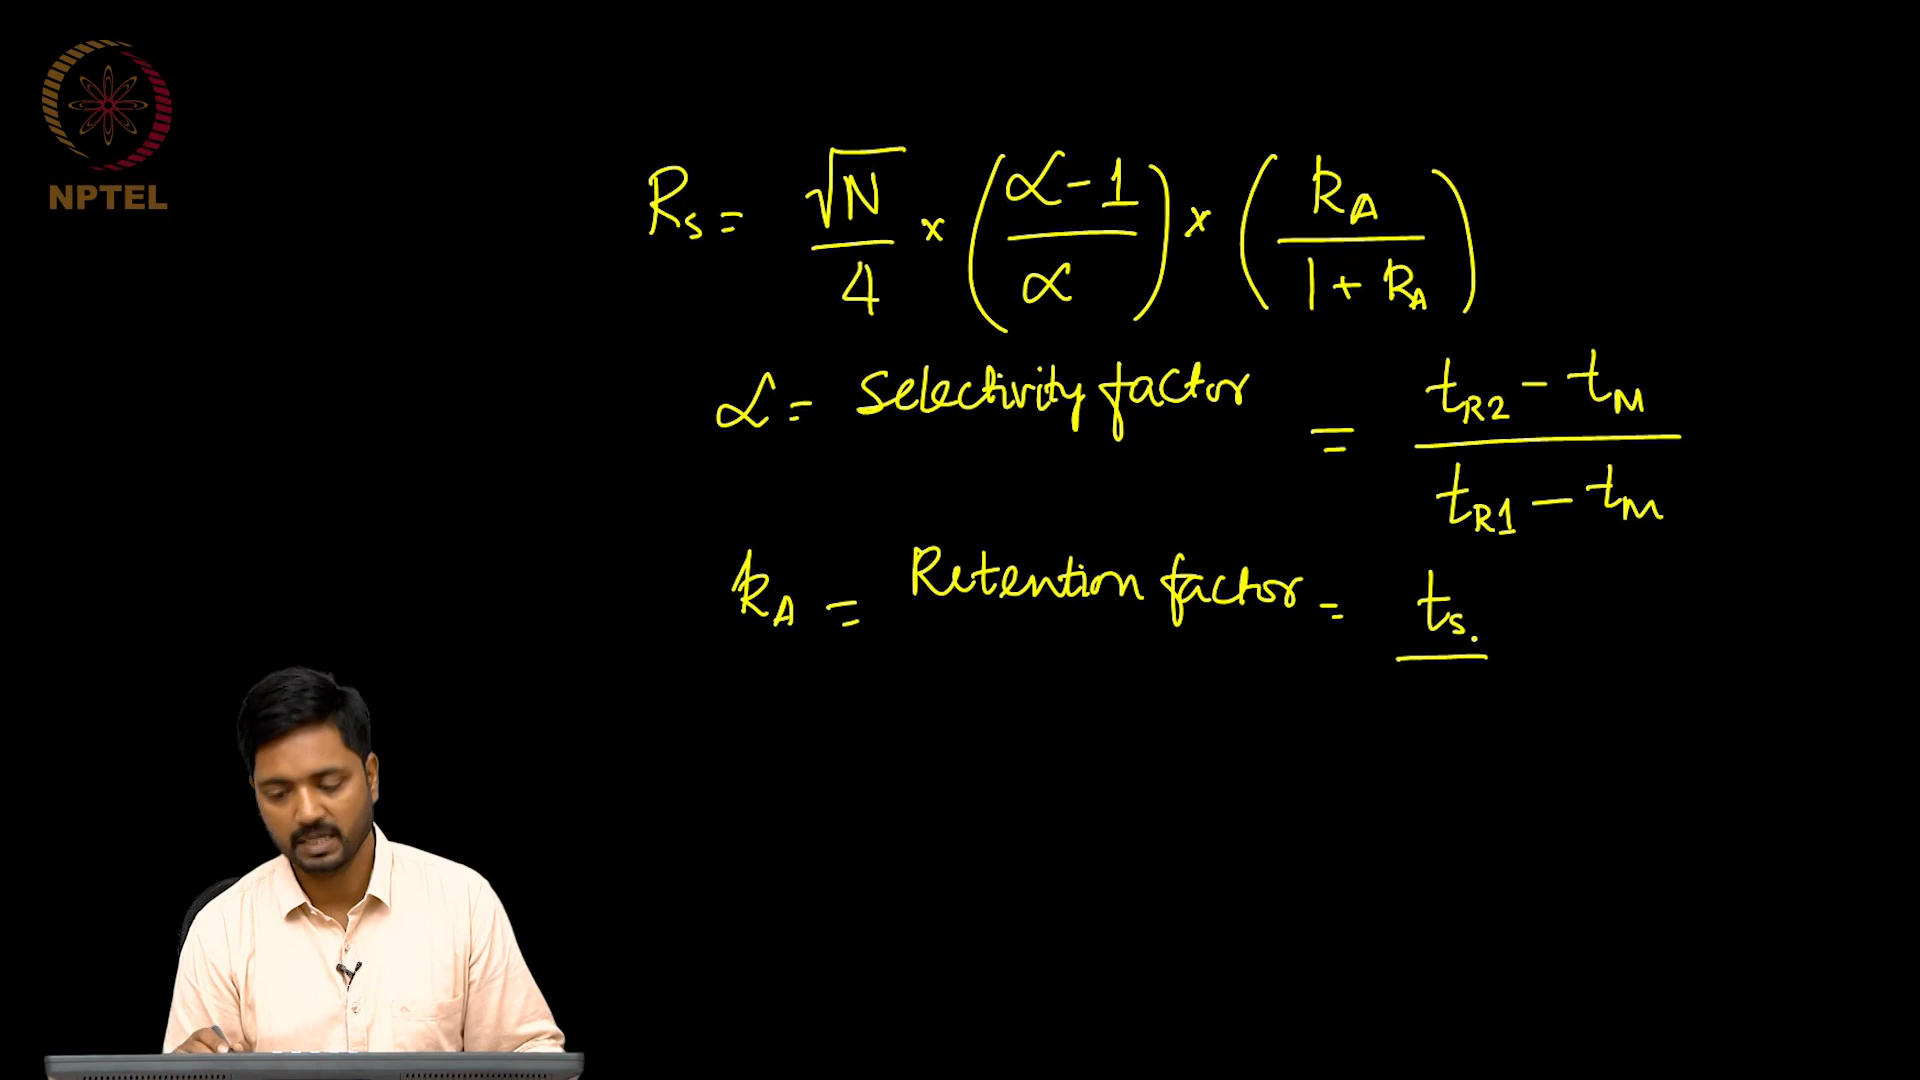 NPTEL
Rs = √N/4 × (α-1/α) × (kA/1+kA)
α = Selectivity factor = tR2 - tM / tR1 - tM
kA = Retention factor = ts.